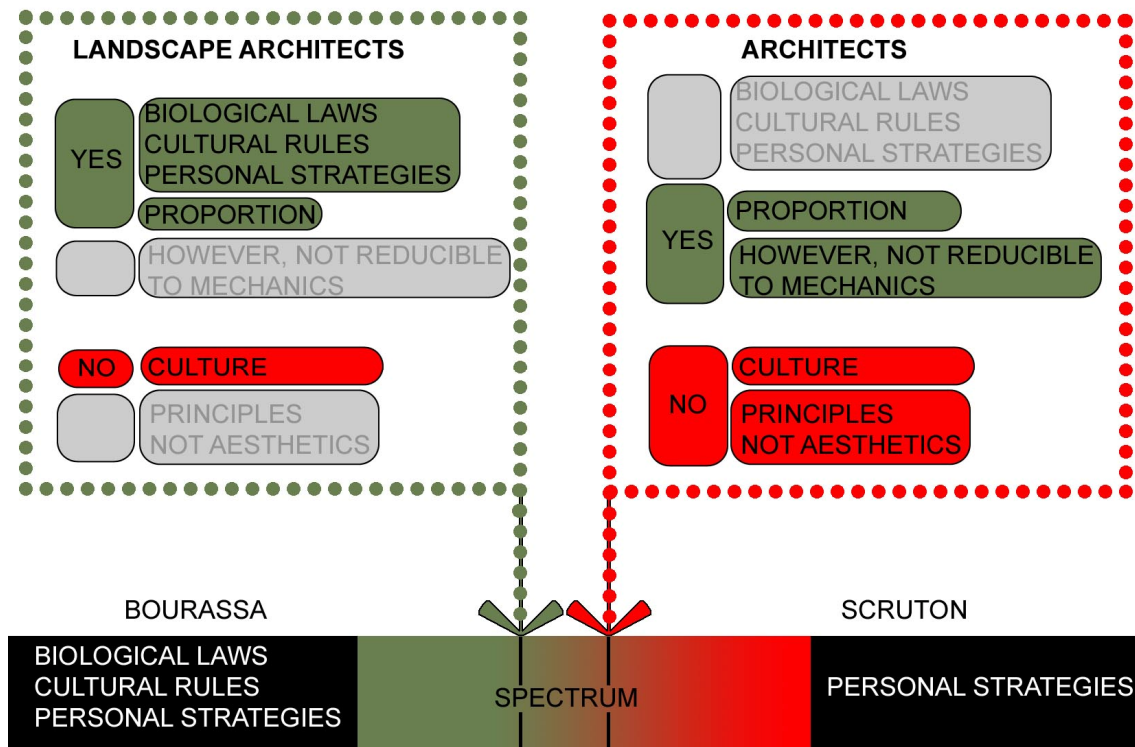 LANDSCAPE ARCHITECTS
YES
BIOLOGICAL LAWS
CULTURAL RULES
PERSONAL STRATEGIES
PROPORTION
HOWEVER, NOT REDUCIBLE
TO MECHANICS
NO
CULTURE
PRINCIPLES
NOT AESTHETICS
ARCHITECTS
BIOLOGICAL LAWS
CULTURAL RULES
PERSONAL STRATEGIES
YES
PROPORTION
HOWEVER, NOT REDUCIBLE
TO MECHANICS
NO
CULTURE
PRINCIPLES
NOT AESTHETICS
BOURASSA
SCRUTON
BIOLOGICAL LAWS
CULTURAL RULES
PERSONAL STRATEGIES
SPECTRUM
PERSONAL STRATEGIES